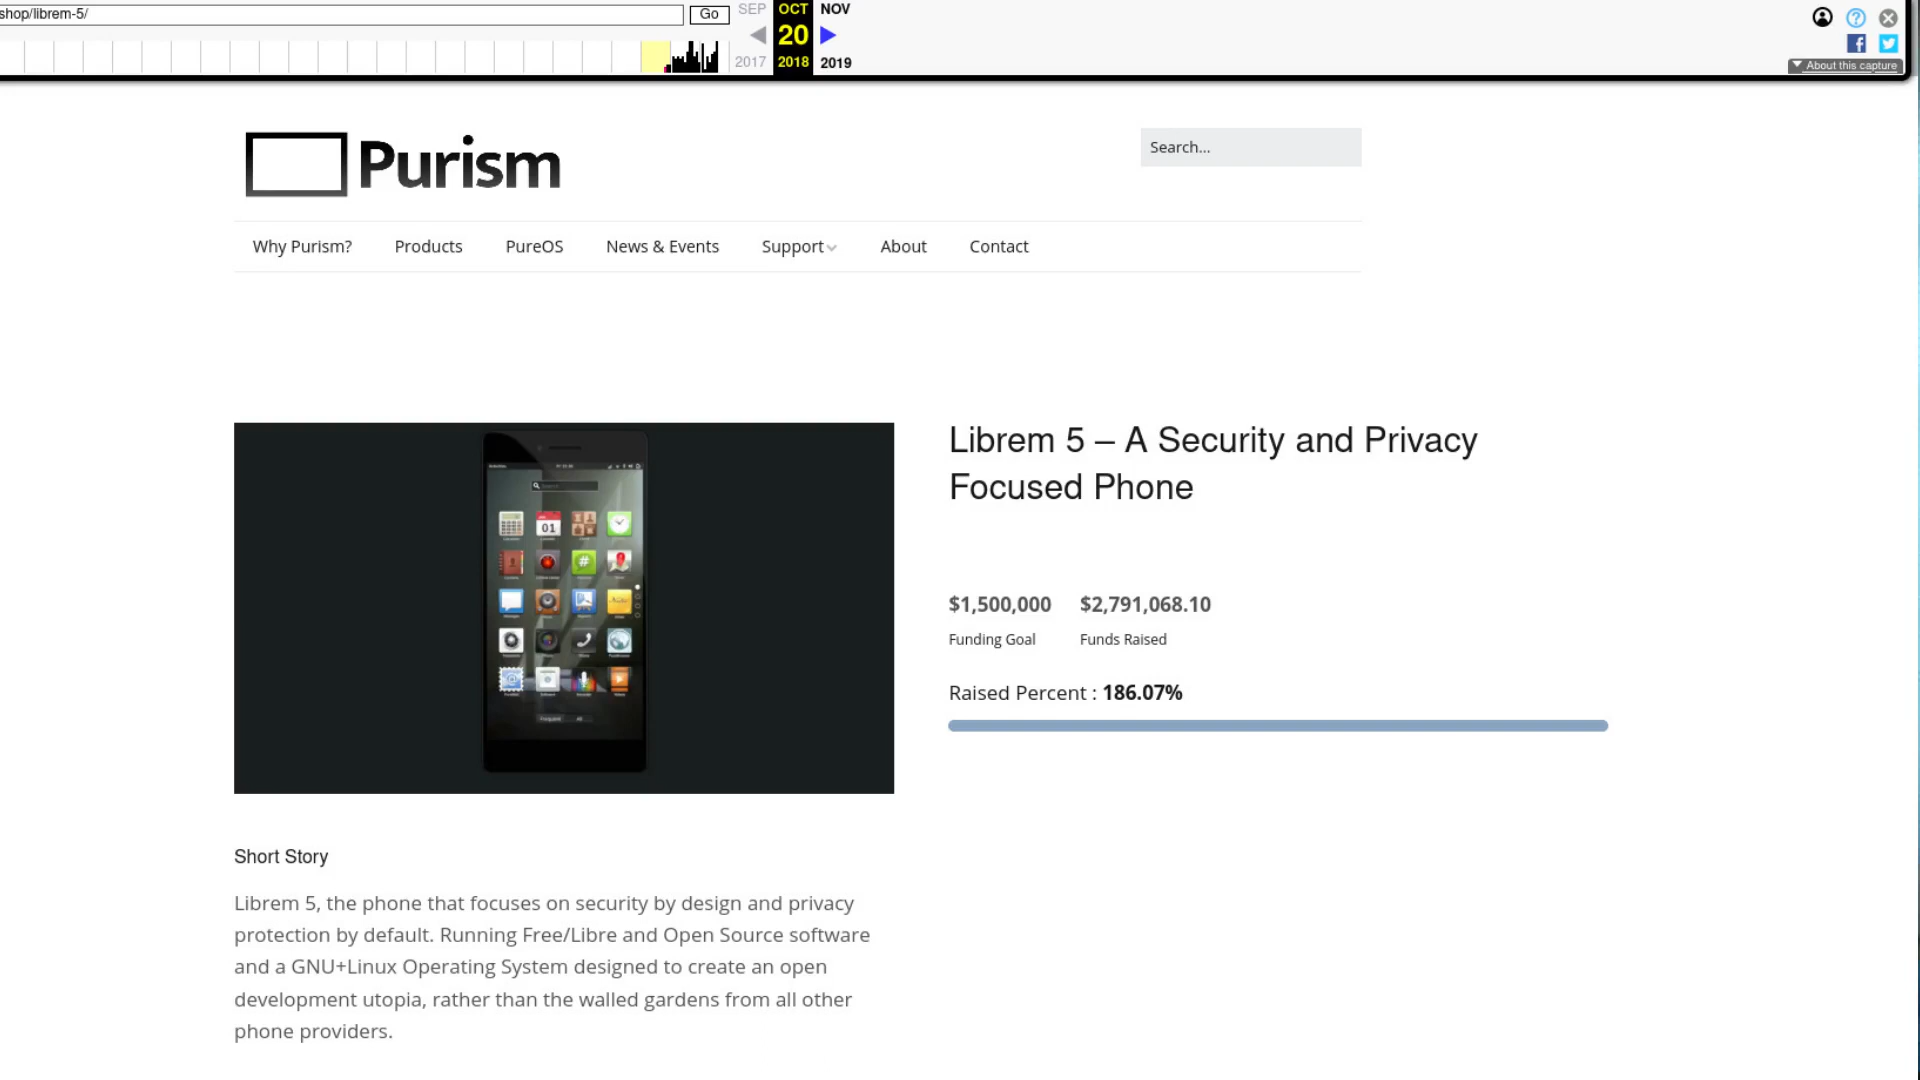 shop/librem-5/
Go
SEP OCT NOV
20
2017 2018 2019
About this capture
Purism
Search...
Why Purism? Products PureOS News & Events Support About Contact
Librem 5 – A Security and Privacy
Focused Phone
01
$1,500,000 $2,791,068.10
Funding Goal Funds Raised
Raised Percent : 186.07%
Short Story
Librem 5, the phone that focuses on security by design and privacy
protection by default. Running Free/Libre and Open Source software
and a GNU+Linux Operating System designed to create an open
development utopia, rather than the walled gardens from all other
phone providers.